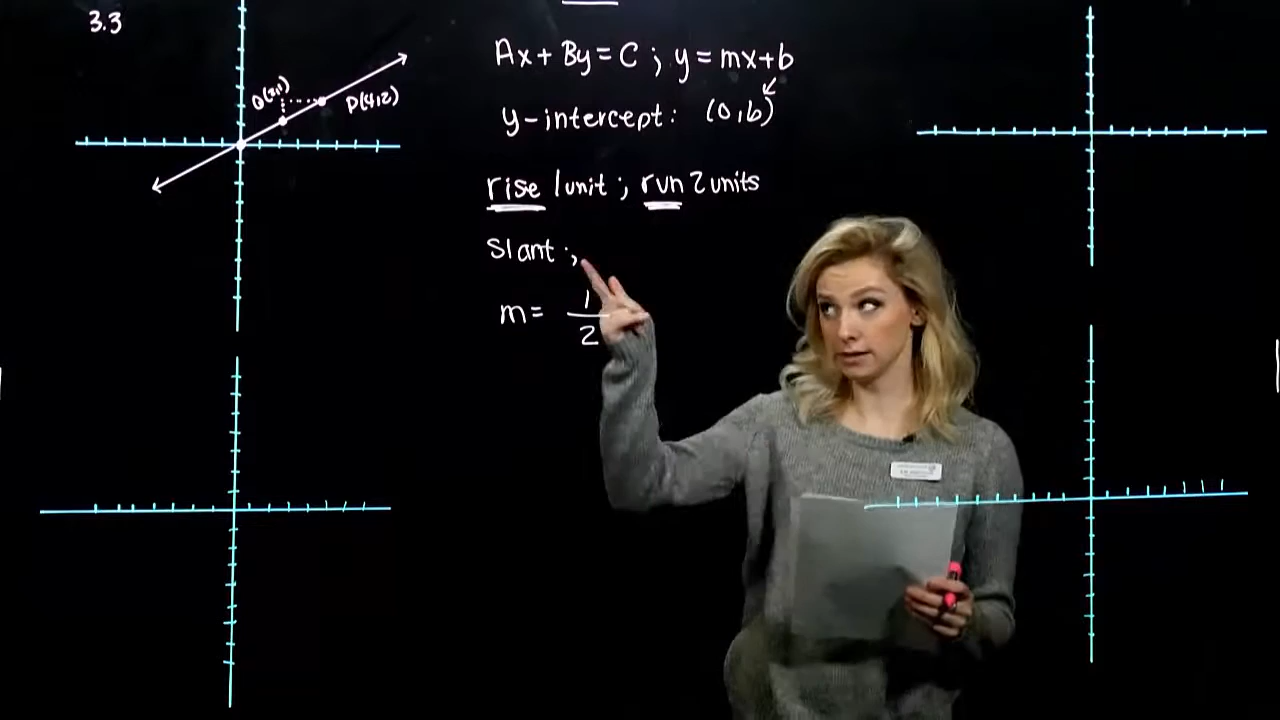 3.3
Ax + By = C ; y = mx+b
y-intercept: (0,b)
Q(2,1)
P(4,2)
rise 1 unit ; run 2 units
Slant ;
m = 1/2